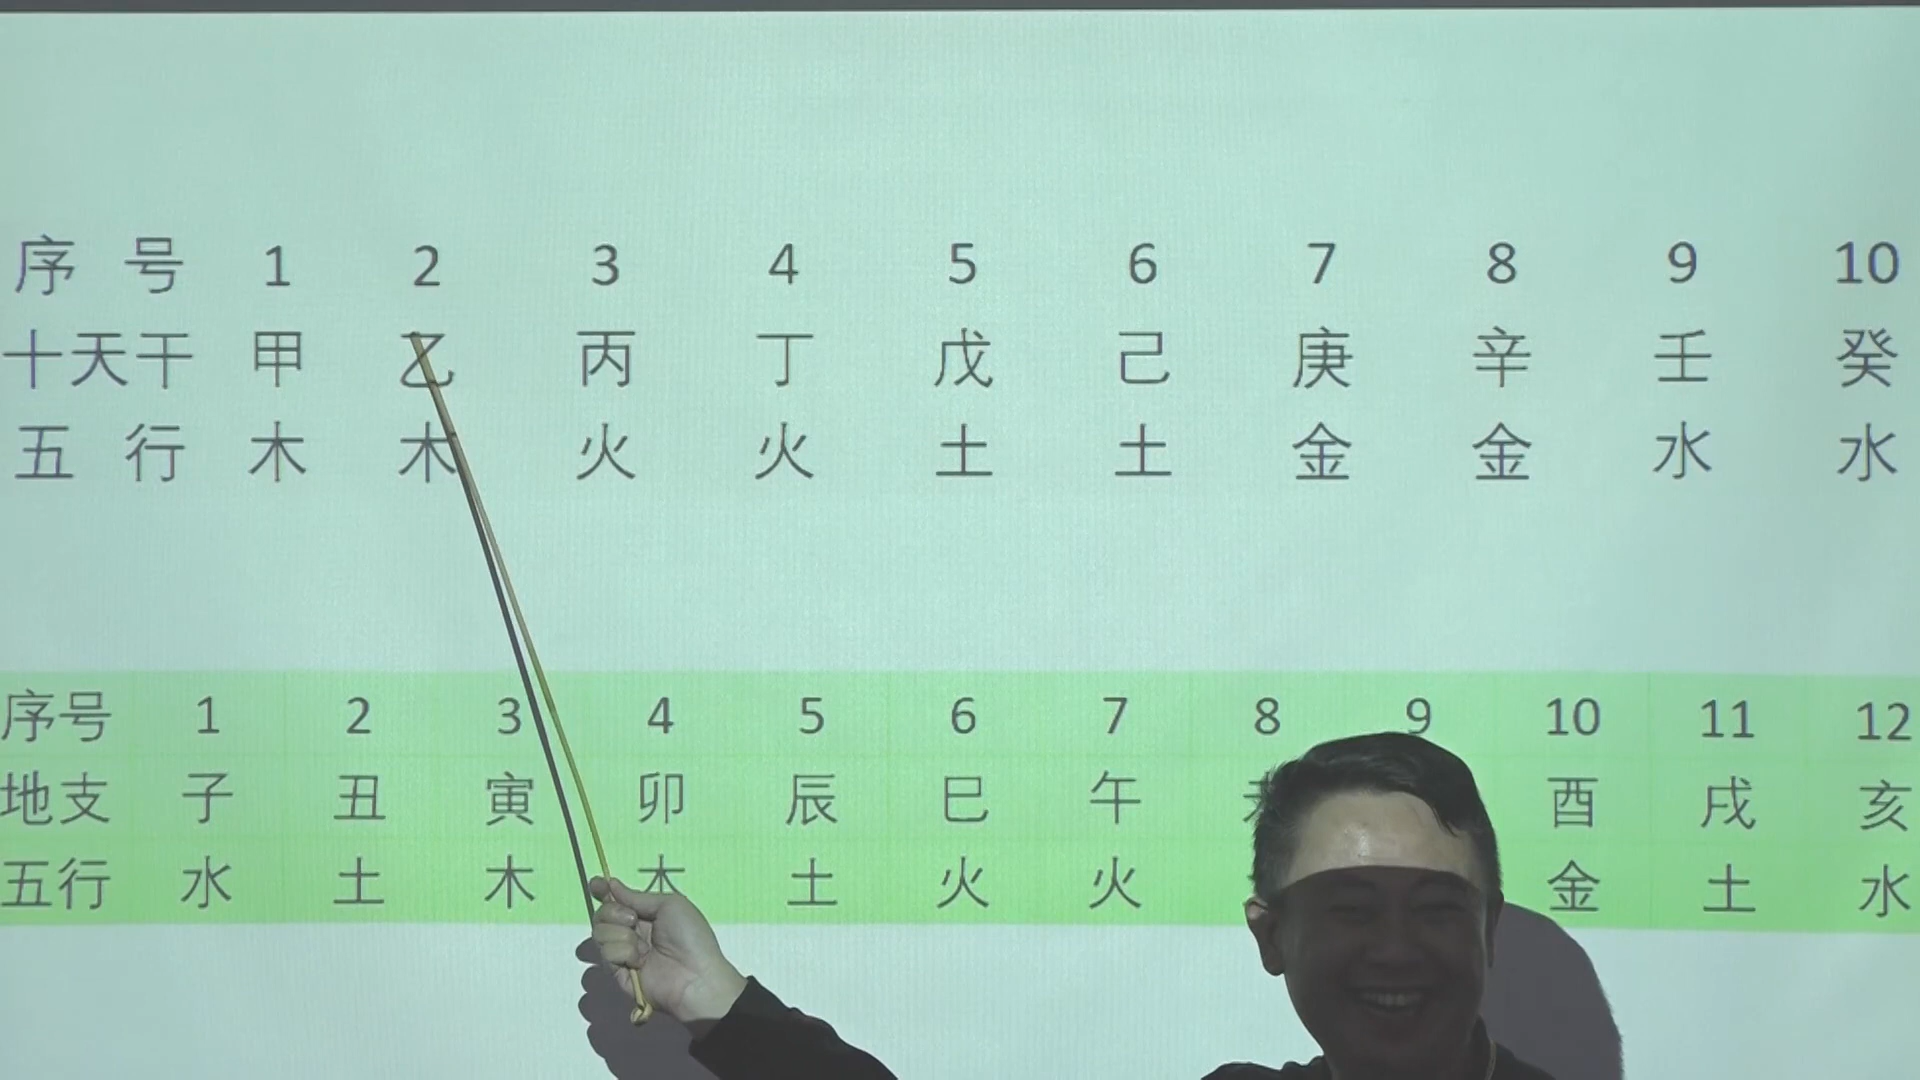 序 号 1 2 3 4 5 6 7 8 9 10
十天干 甲 乙 丙 丁 戊 己 庚 辛 壬 癸
五 行 木 木 火 火 土 土 金 金 水 水
序号 1 2 3 4 5 6 7 8 9 10 11 12
地支 子 丑 寅 卯 辰 巳 午 酉 戌 亥
五行 水 土 木 木 土 火 火 金 土 水